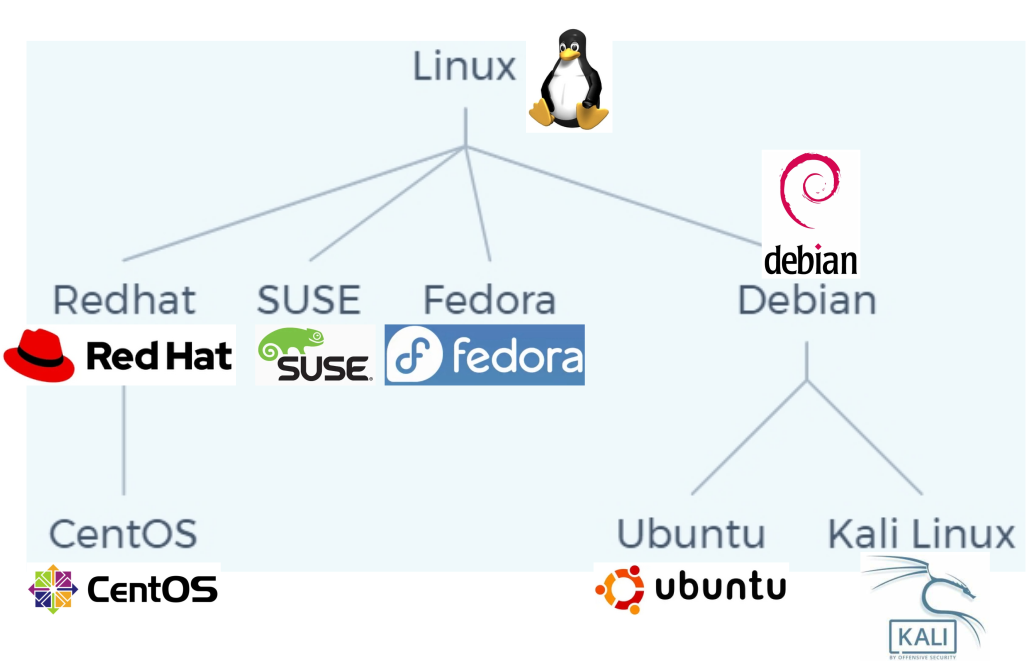 Linux
debian
Redhat
SUSE
Fedora
Debian
Red Hat
SUSE
fedora
CentOS
Ubuntu
Kali Linux
CentOS
ubuntu
KALI
BY OFFENSIVE SECURITY